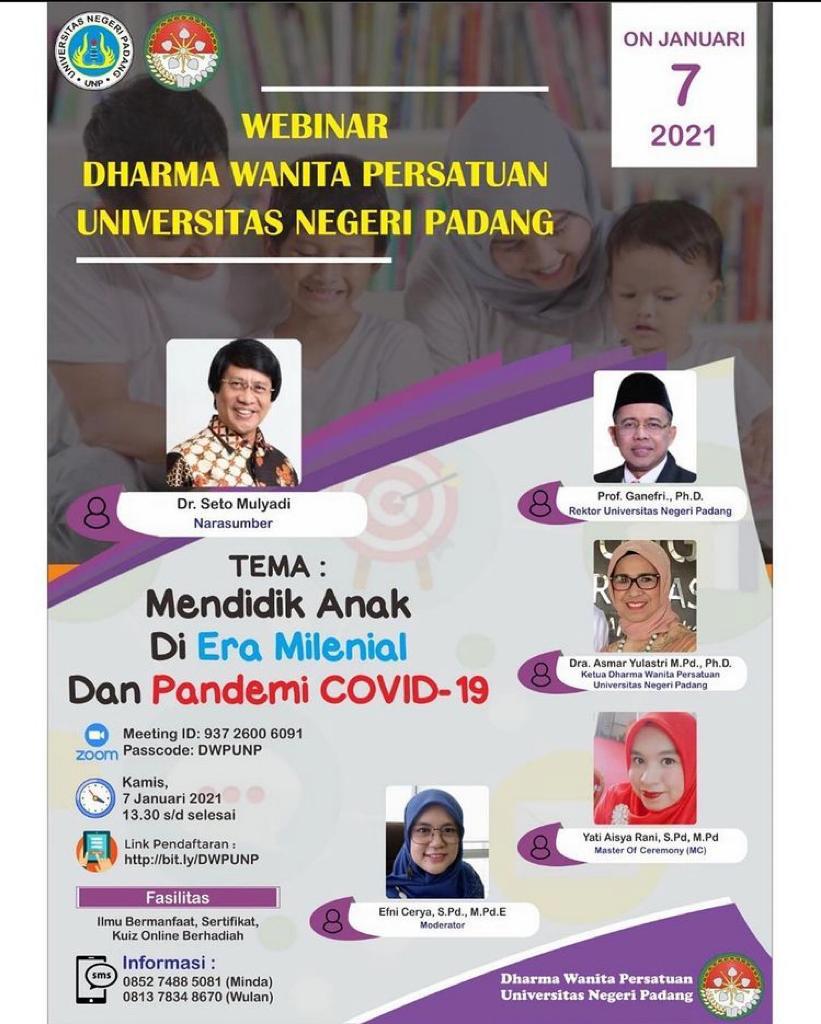 UNIVERSITAS NEGERI PADANG
UNP
ON JANUARI
7
2021
WEBINAR
DHARMA WANITA PERSATUAN
UNIVERSITAS NEGERI PADANG
Dr. Seto Mulyadi
Narasumber
Prof. Ganefri., Ph.D.
Rektor Universitas Negeri Padang
TEMA :
Mendidik Anak
Di Era Milenial
Dan Pandemi COVID-19
Dra. Asmar Yulastri M.Pd., Ph.D.
Ketua Dharma Wanita Persatuan
Universitas Negeri Padang
zoom
Meeting ID: 937 2600 6091
Passcode: DWPUNP
Kamis,
7 Januari 2021
13.30 s/d selesai
Link Pendaftaran :
http://bit.ly/DWPUNP
Yati Aisya Rani, S.Pd, M.Pd
Master Of Ceremony (MC)
Fasilitas
Ilmu Bermanfaat, Sertifikat,
Kuiz Online Berhadiah
Efni Cerya, S.Pd., M.Pd.E
Moderator
sms
Informasi :
0852 7488 5081 (Minda)
0813 7834 8670 (Wulan)
Dharma Wanita Persatuan
Universitas Negeri Padang